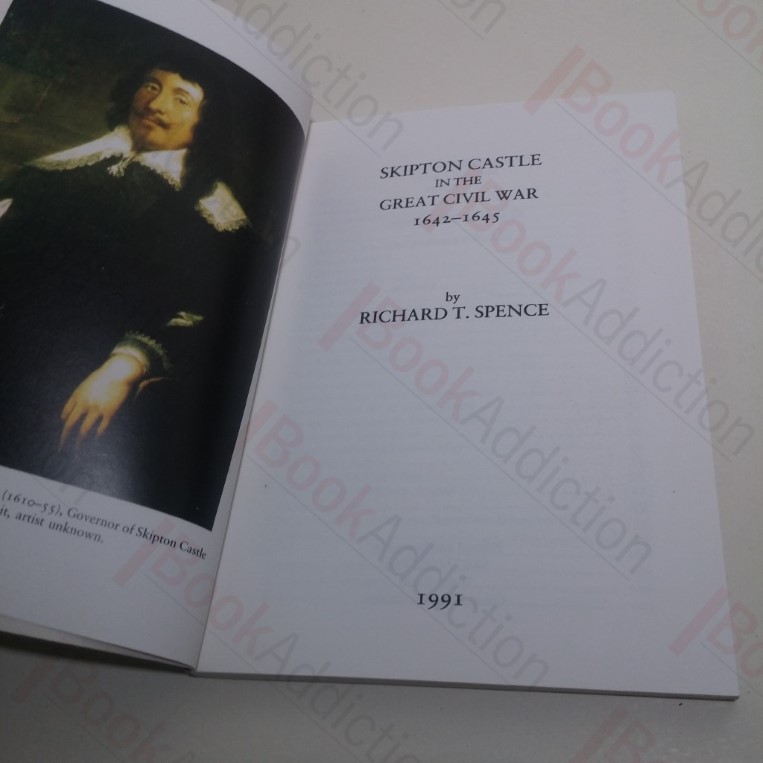 (1610–55), Governor of Skipton Castle
it, artist unknown.
SKIPTON CASTLE
IN THE
GREAT CIVIL WAR
1642–1645
by
RICHARD T. SPENCE
1991
BookAddiction